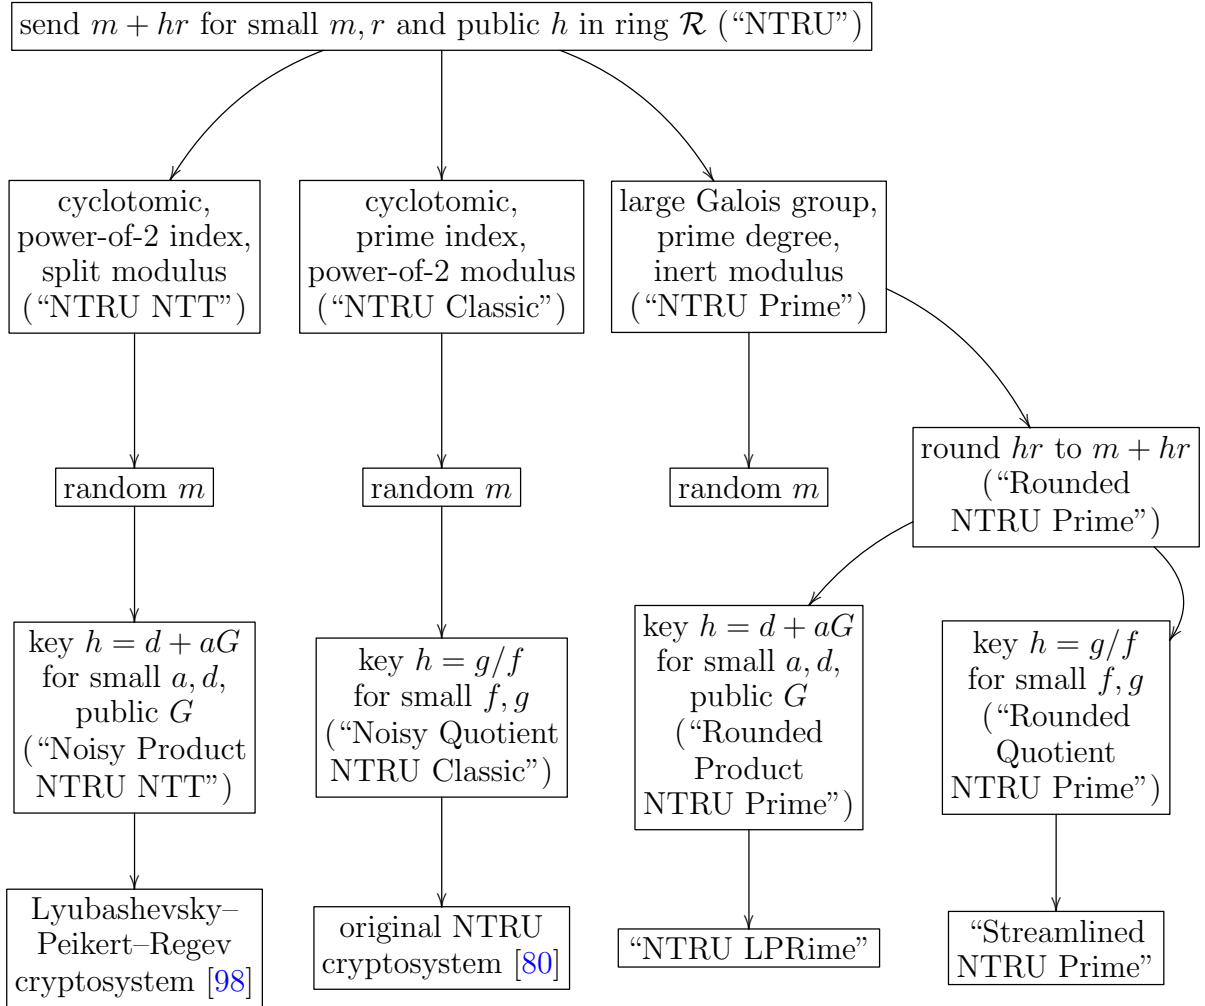 send m + hr for small m, r and public h in ring ℛ (“NTRU”)
cyclotomic,
power-of-2 index,
split modulus
(“NTRU NTT”)
cyclotomic,
prime index,
power-of-2 modulus
(“NTRU Classic”)
large Galois group,
prime degree,
inert modulus
(“NTRU Prime”)
random m
random m
random m
round hr to m + hr
(“Rounded
NTRU Prime”)
key h = d + aG
for small a, d,
public G
(“Noisy Product
NTRU NTT”)
key h = g/f
for small f, g
(“Noisy Quotient
NTRU Classic”)
key h = d + aG
for small a, d,
public G
(“Rounded
Product
NTRU Prime”)
key h = g/f
for small f, g
(“Rounded
Quotient
NTRU Prime”)
Lyubashevsky–
Peikert–Regev
cryptosystem [98]
original NTRU
cryptosystem [80]
“NTRU LPRime”
“Streamlined
NTRU Prime”